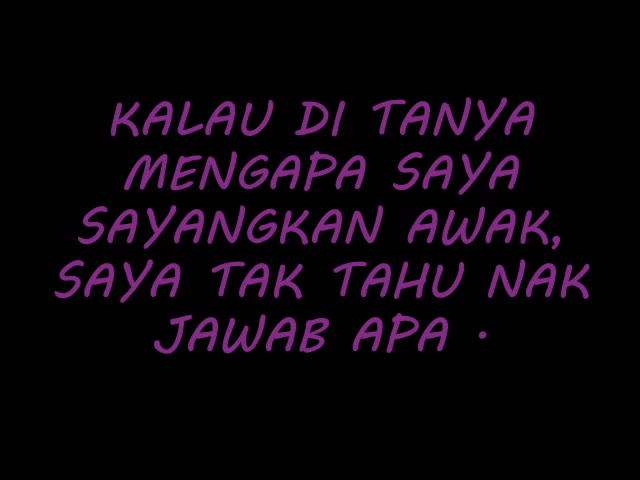 KALAU DI TANYA
MENGAPA SAYA
SAYANGKAN AWAK,
SAYA TAK TAHU NAK
JAWAB APA .